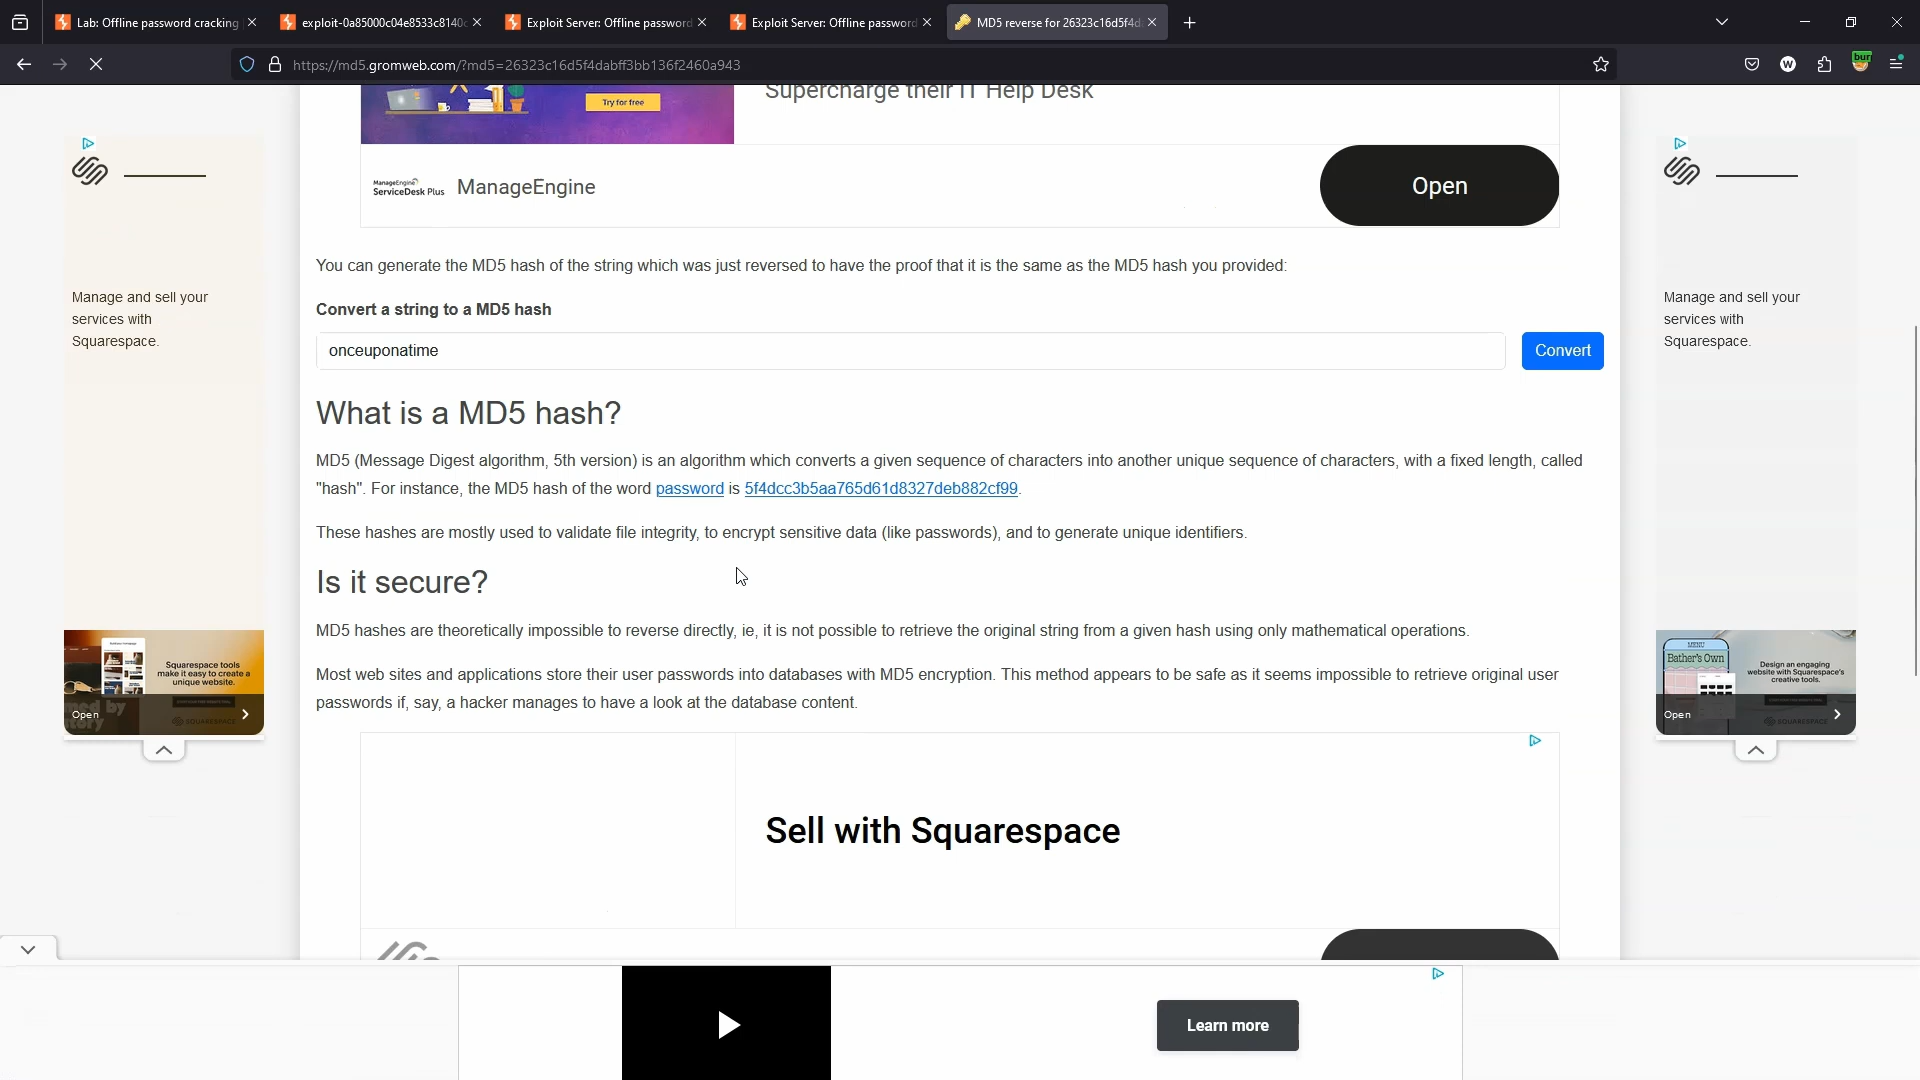 Lab: Offline password cracking
exploit-0a85000c04e8533c8140
Exploit Server: Offline password
Exploit Server: Offline password
MD5 reverse for 26323c16d5f4d
https://md5.gromweb.com/?md5=26323c16d5f4dabff3bb136f2460a943
W
bur
Try for free
Supercharge their IT Help Desk
ManageEngine
ServiceDesk Plus
ManageEngine
Open
You can generate the MD5 hash of the string which was just reversed to have the proof that it is the same as the MD5 hash you provided:
Manage and sell your
services with
Squarespace.
Manage and sell your
services with
Squarespace.
Convert a string to a MD5 hash
onceuponatime
Convert
What is a MD5 hash?
MD5 (Message Digest algorithm, 5th version) is an algorithm which converts a given sequence of characters into another unique sequence of characters, with a fixed length, called
"hash". For instance, the MD5 hash of the word password is 5f4dcc3b5aa765d61d8327deb882cf99.
These hashes are mostly used to validate file integrity, to encrypt sensitive data (like passwords), and to generate unique identifiers.
Is it secure?
MD5 hashes are theoretically impossible to reverse directly, ie, it is not possible to retrieve the original string from a given hash using only mathematical operations.
Most web sites and applications store their user passwords into databases with MD5 encryption. This method appears to be safe as it seems impossible to retrieve original user
passwords if, say, a hacker manages to have a look at the database content.
Squarespace tools
make it easy to create a
unique website.
Open
SQUARESPACE
MENU
Bather's Own
Design an engaging
website with Squarespace's
creative tools.
Open
SQUARESPACE
Sell with Squarespace
Learn more